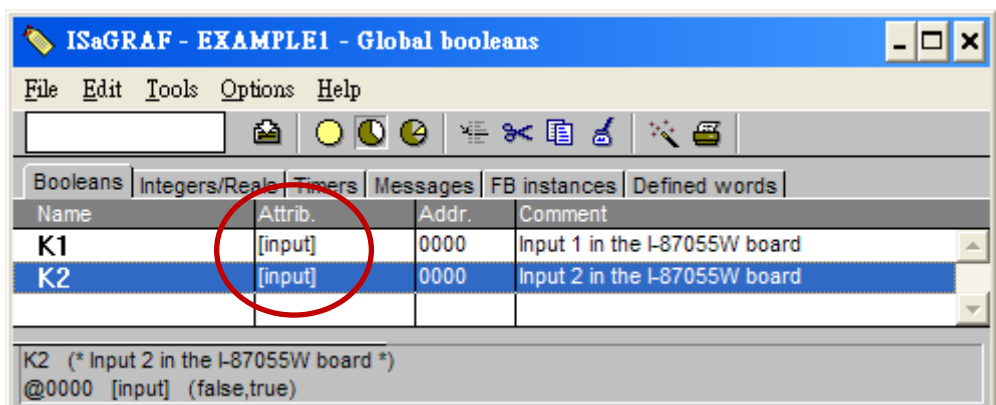 ISaGRAF - EXAMPLE1 - Global booleans
File Edit Tools Options Help
Booleans Integers/Reals Timers Messages FB instances Defined words
Name Attrib. Addr. Comment
K1 [input] 0000 Input 1 in the I-87055W board
K2 [input] 0000 Input 2 in the I-87055W board
K2 (* Input 2 in the I-87055W board *)
@0000 [input] (false,true)